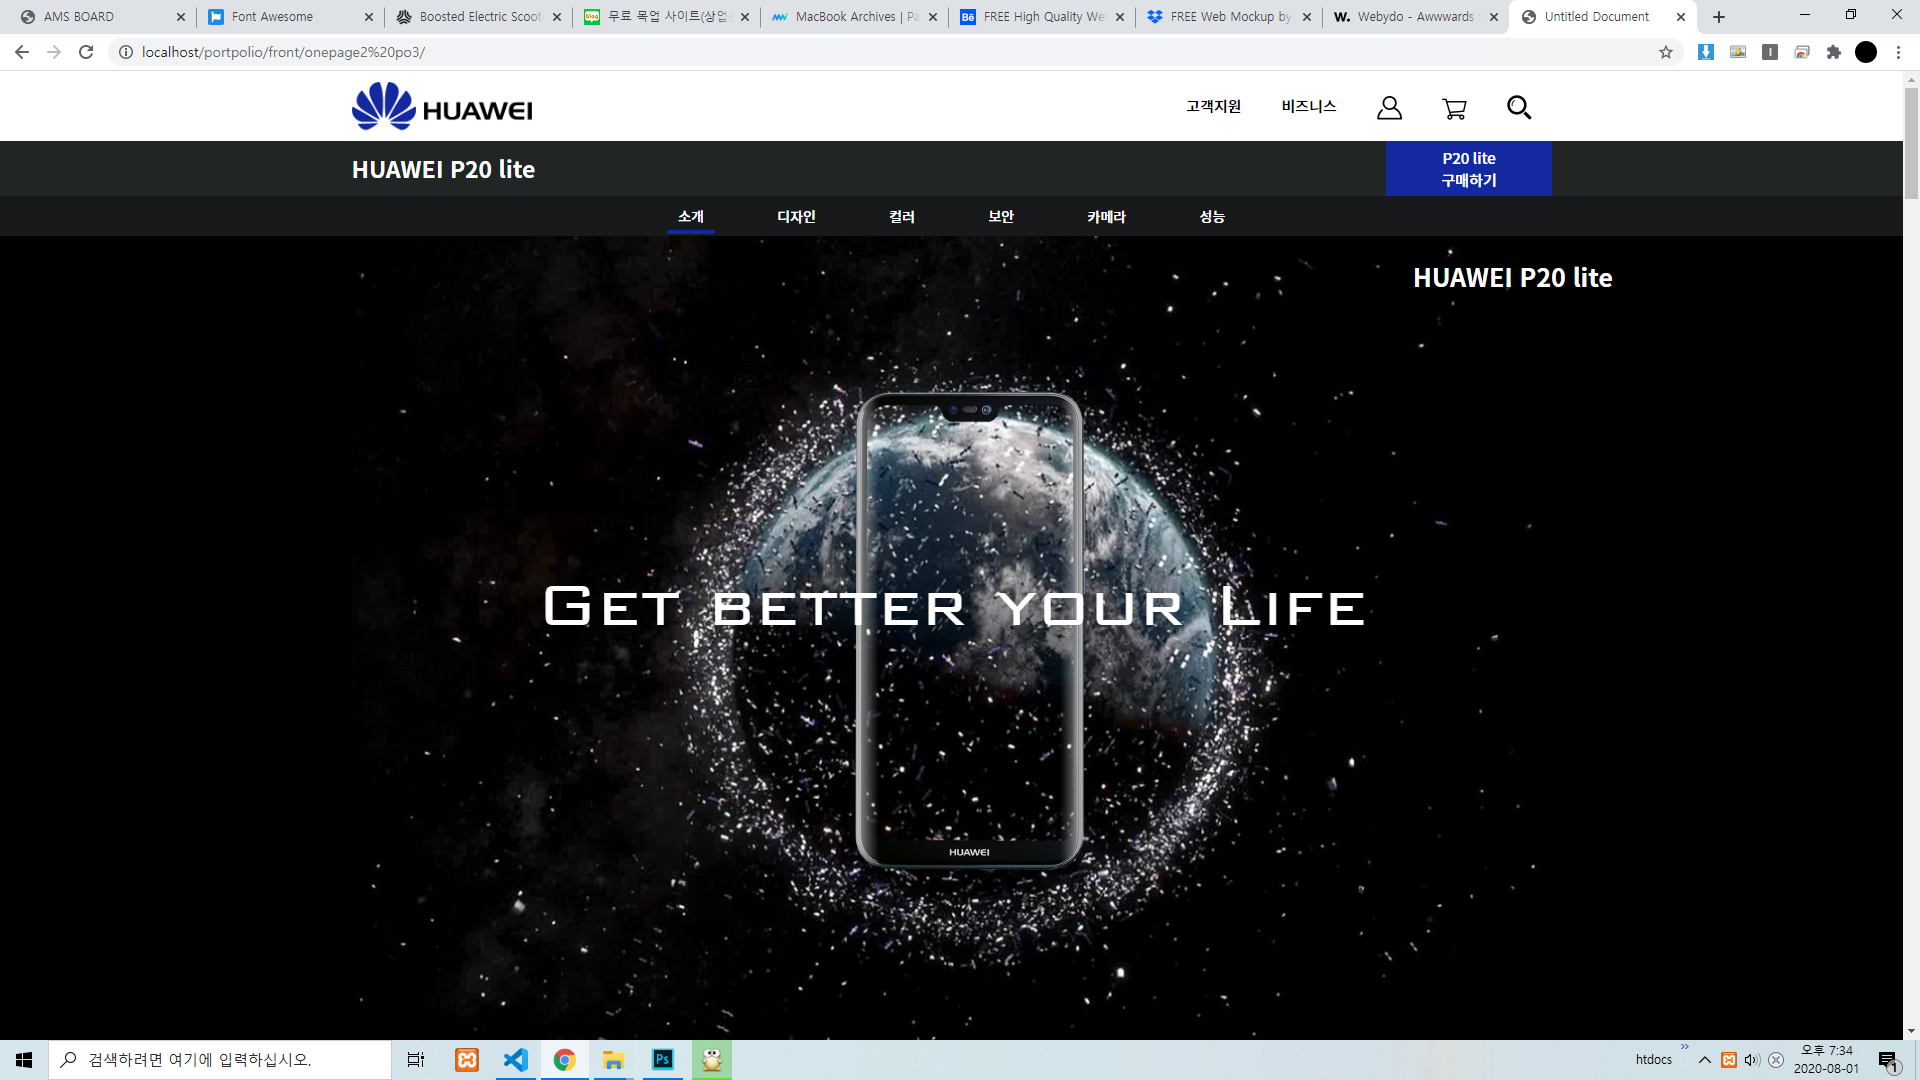 AMS BOARD
Font Awesome
Boosted Electric Scoot
무료 목업 사이트(상업
MacBook Archives | Pa
Bē
FREE High Quality We
FREE Web Mockup by
W.
Webydo - Awwwards
Untitled Document
localhost/portpolio/front/onepage2%20po3/
HUAWEI
고객지원
비즈니스
HUAWEI P20 lite
P20 lite
구매하기
소개
디자인
컬러
보안
카메라
성능
HUAWEI P20 lite
Get better your Life
HUAWEI
검색하려면 여기에 입력하십시오.
Ps
htdocs
오후 7:34
2020-08-01
1